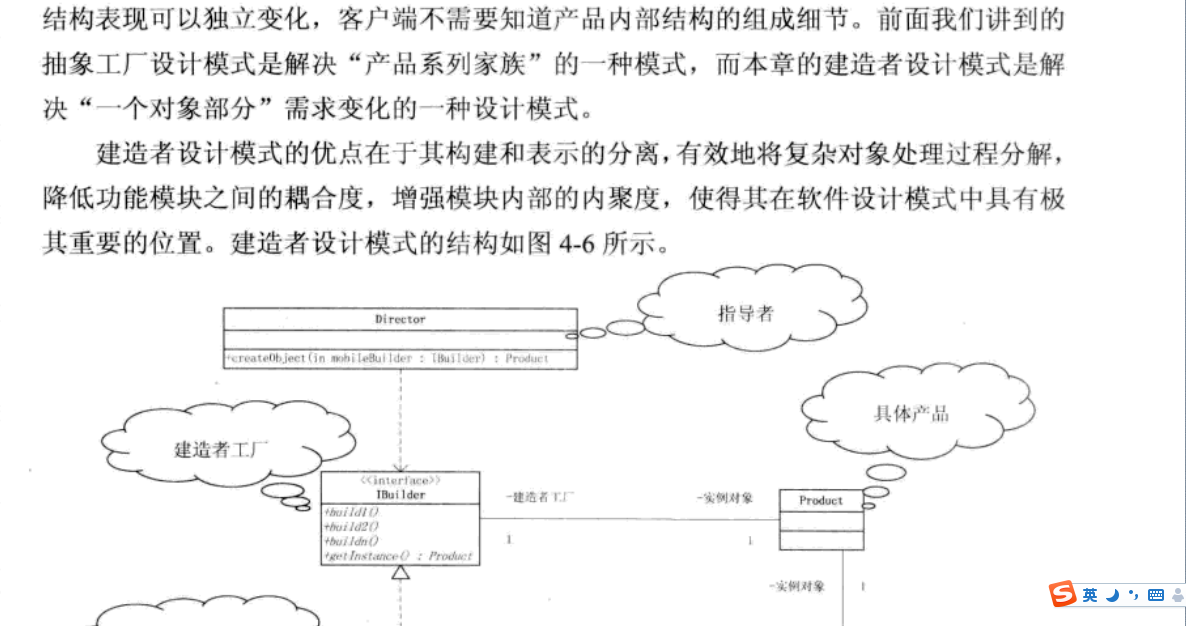 结构表现可以独立变化，客户端不需要知道产品内部结构的组成细节。前面我们讲到的
抽象工厂设计模式是解决“产品系列家族”的一种模式，而本章的建造者设计模式是解
决“一个对象部分”需求变化的一种设计模式。
建造者设计模式的优点在于其构建和表示的分离，有效地将复杂对象处理过程分解，
降低功能模块之间的耦合度，增强模块内部的内聚度，使得其在软件设计模式中具有极
其重要的位置。建造者设计模式的结构如图 4-6 所示。
指导者
Director
+createObject(in mobileBuilder : IBuilder) : Product
具体产品
建造者工厂
<<interface>>
IBuilder
+build1()
+build2()
+buildn()
+getInstance() : Product
-建造者工厂
1
-实例对象
1
Product
-实例对象
1
S 英